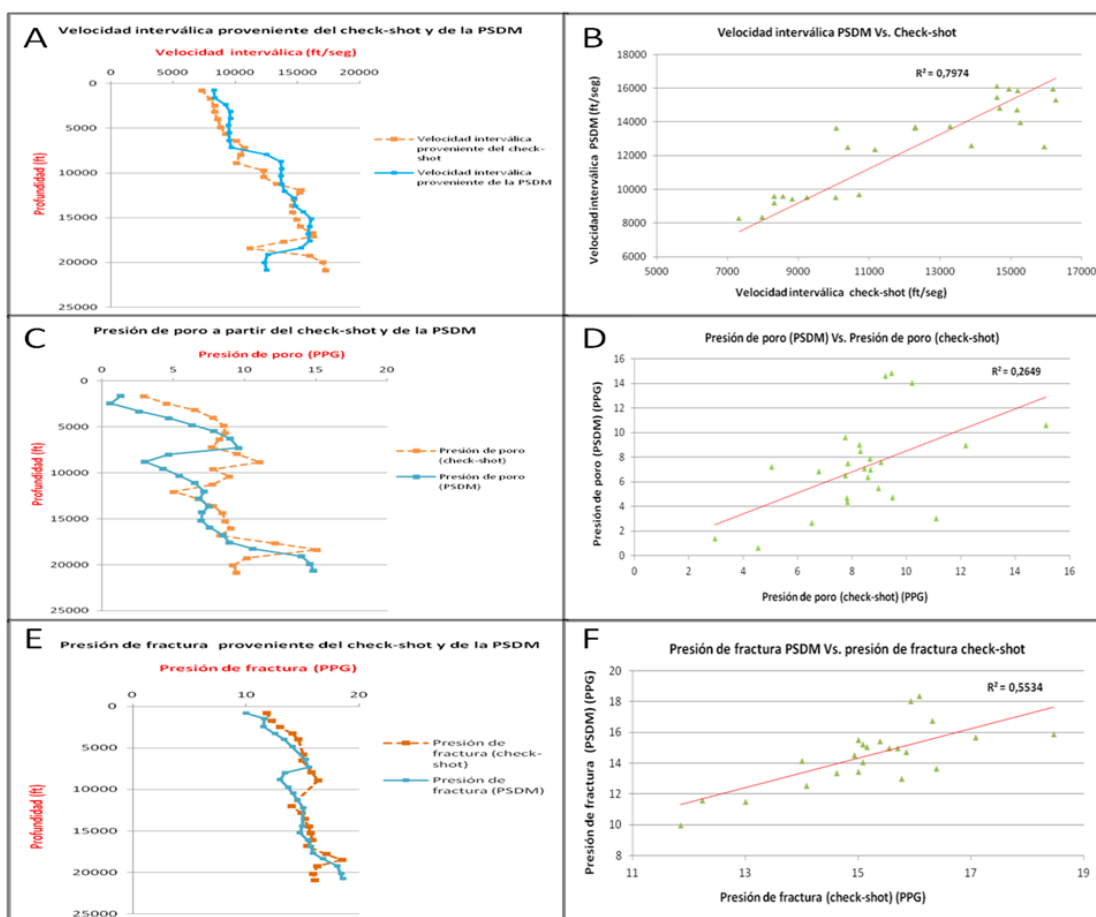 A
Velocidad interválica proveniente del check-shot y de la PSDM
Velocidad interválica (ft/seg)
0 5000 10000 15000 20000
0
5000
10000
15000
20000
25000
Profundidad (ft)
Velocidad interválica
proveniente del check-
shot
Velocidad interválica
proveniente de la PSDM
B
Velocidad interválica PSDM Vs. Check-shot
R² = 0,7974
Velocidad interválica PSDM (ft/seg)
18000
16000
14000
12000
10000
8000
6000
5000 7000 9000 11000 13000 15000 17000
Velocidad interválica check-shot (ft/seg)
C
Presión de poro a partir del check-shot y de la PSDM
Presión de poro (PPG)
0 5 10 15 20
0
5000
10000
15000
20000
25000
Profundidad (ft)
Presión de poro
(check-shot)
Presión de poro
(PSDM)
D
Presión de poro (PSDM) Vs. Presión de poro (check-shot)
R² = 0,2649
Presión de poro (PSDM) (PPG)
16
14
12
10
8
6
4
2
0
0 2 4 6 8 10 12 14 16
Presión de poro (check-shot) (PPG)
E
Presión de fractura proveniente del check-shot y de la PSDM
Presión de fractura (PPG)
0 10 20
0
5000
10000
15000
20000
25000
Profundidad (ft)
Presión de
fractura (check-
shot)
Presión de
fractura (PSDM)
F
Presión de fractura PSDM Vs. presión de fractura check-shot
R² = 0,5534
Presión de fractura (PSDM) (PPG)
20
18
16
14
12
10
8
11 13 15 17 19
Presión de fractura (check-shot) (PPG)